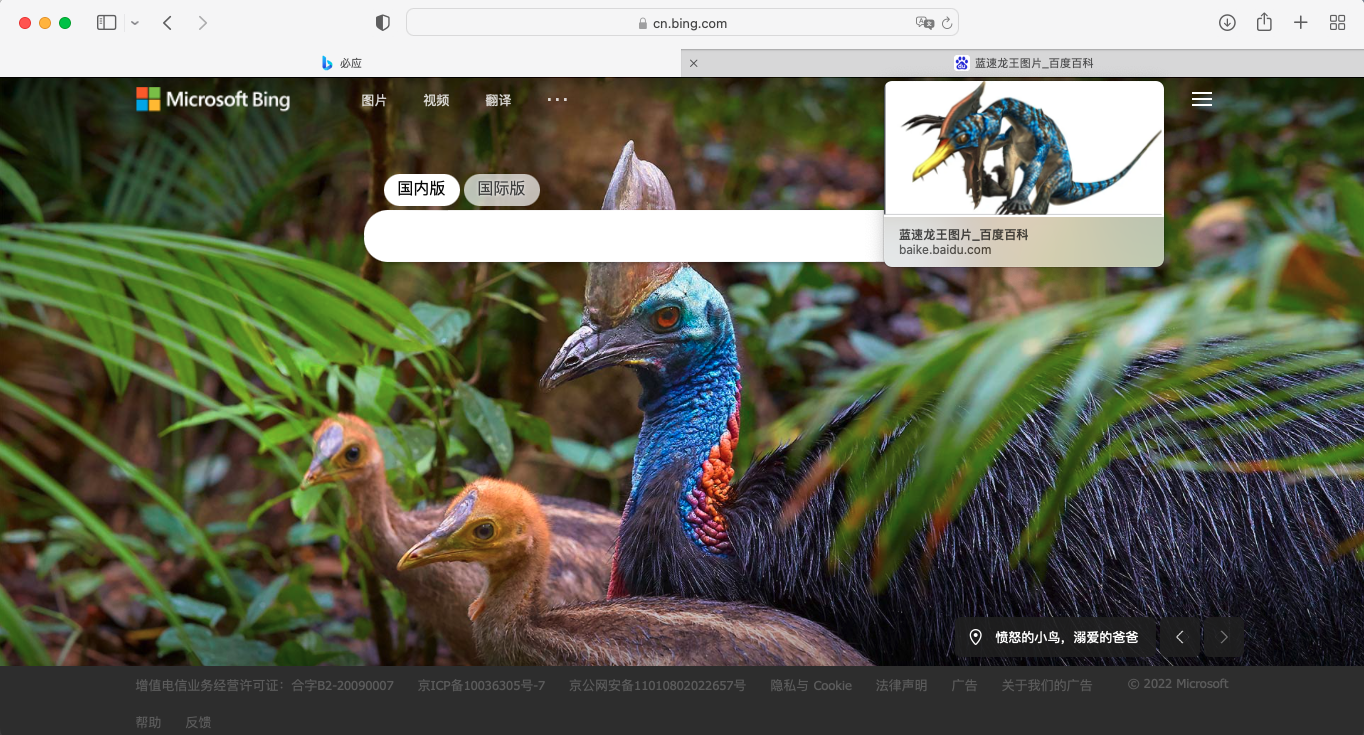 cn.bing.com
必应
蓝速龙王图片_百度百科
Microsoft Bing
图片
视频
翻译
国内版
国际版
蓝速龙王图片_百度百科
baike.baidu.com
愤怒的小鸟，溺爱的爸爸
增值电信业务经营许可证：合字B2-20090007
京ICP备10036305号-7
京公网安备11010802022657号
隐私与 Cookie
法律声明
广告
关于我们的广告
© 2022 Microsoft
帮助
反馈